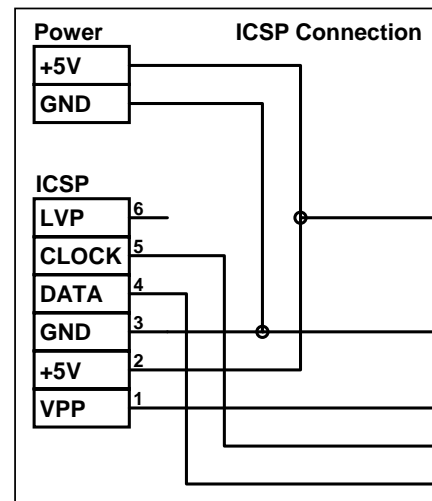 Power ICSP Connection
+5V
GND
ICSP
LVP 6
CLOCK 5
DATA 4
GND 3
+5V 2
VPP 1